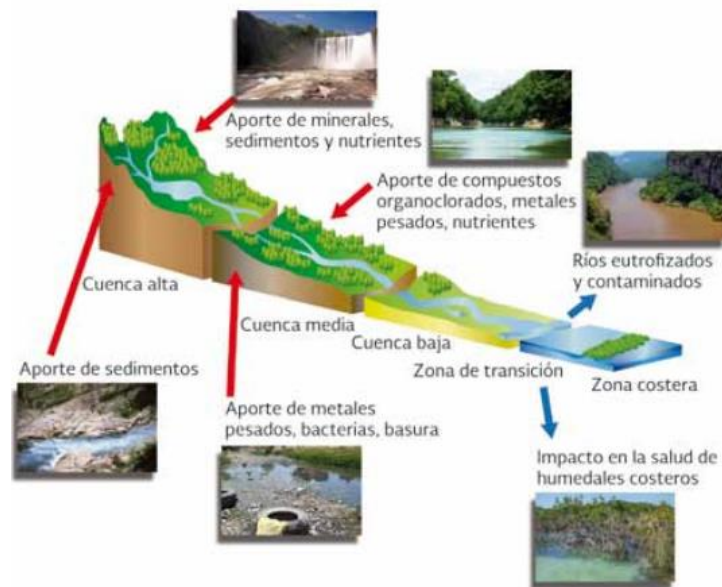 Aporte de minerales,
sedimentos y nutrientes
Aporte de compuestos
organoclorados, metales
pesados, nutrientes
Ríos eutrofizados
y contaminados
Cuenca alta
Cuenca media
Cuenca baja
Zona de transición
Zona costera
Aporte de sedimentos
Aporte de metales
pesados, bacterias, basura
Impacto en la salud de
humedales costeros